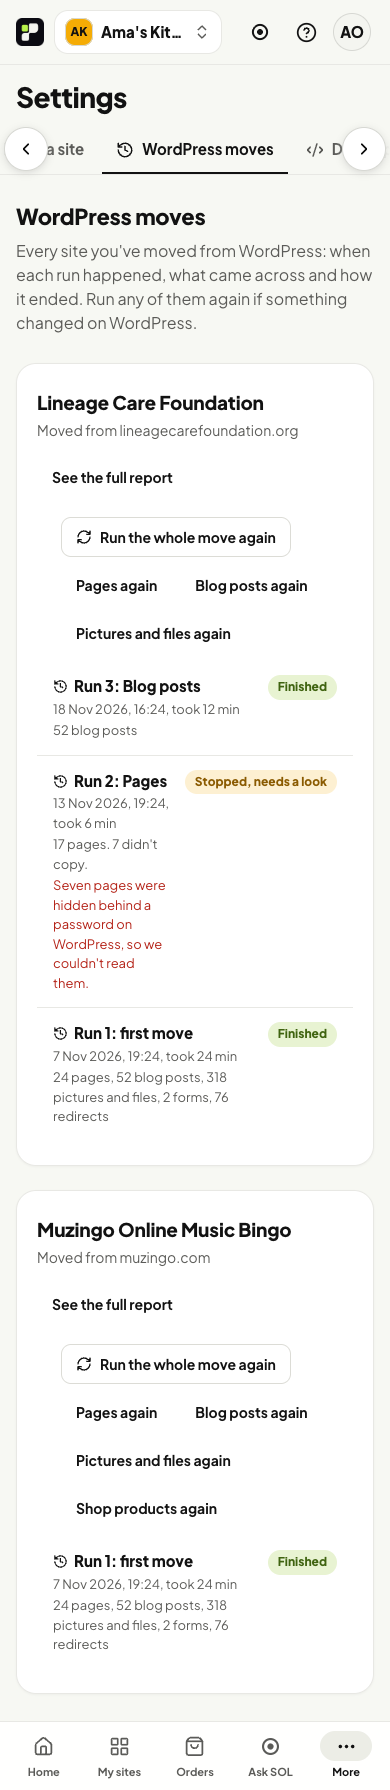 AK Ama's Kit... AO
Settings
a site WordPress moves D
WordPress moves
Every site you've moved from WordPress: when
each run happened, what came across and how
it ended. Run any of them again if something
changed on WordPress.
Lineage Care Foundation
Moved from lineagecarefoundation.org
See the full report
Run the whole move again
Pages again Blog posts again
Pictures and files again
Run 3: Blog posts Finished
18 Nov 2026, 16:24, took 12 min
52 blog posts
Run 2: Pages Stopped, needs a look
13 Nov 2026, 19:24,
took 6 min
17 pages. 7 didn't
copy.
Seven pages were
hidden behind a
password on
WordPress, so we
couldn't read
them.
Run 1: first move Finished
7 Nov 2026, 19:24, took 24 min
24 pages, 52 blog posts, 318
pictures and files, 2 forms, 76
redirects
Muzingo Online Music Bingo
Moved from muzingo.com
See the full report
Run the whole move again
Pages again Blog posts again
Pictures and files again
Shop products again
Run 1: first move Finished
7 Nov 2026, 19:24, took 24 min
24 pages, 52 blog posts, 318
pictures and files, 2 forms, 76
redirects
Home My sites Orders Ask SOL More